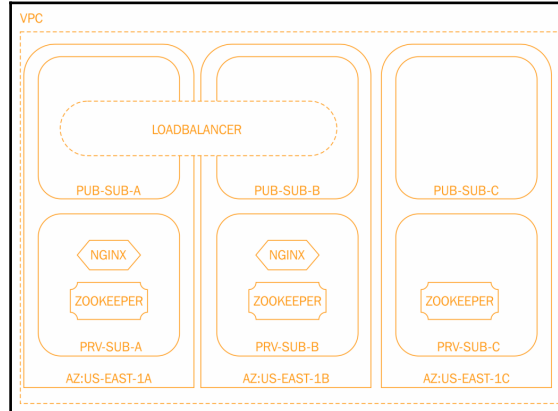 VPC
LOADBALANCER
PUB-SUB-A
PUB-SUB-B
PUB-SUB-C
NGINX
NGINX
ZOOKEEPER
ZOOKEEPER
ZOOKEEPER
PRV-SUB-A
PRV-SUB-B
PRV-SUB-C
AZ:US-EAST-1A
AZ:US-EAST-1B
AZ:US-EAST-1C